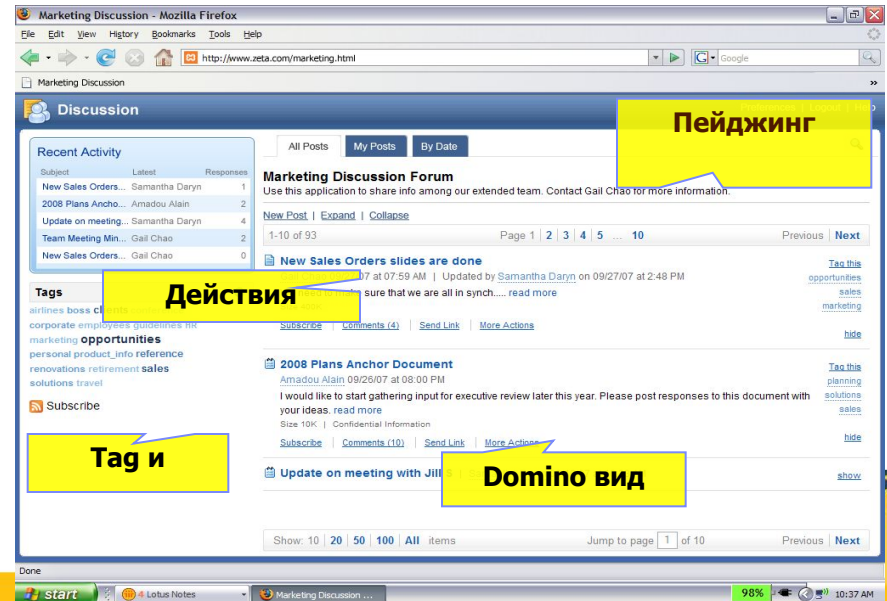 Marketing Discussion - Mozilla Firefox
File Edit View History Bookmarks Tools Help
http://www.zeta.com/marketing.html
Google
Marketing Discussion
Discussion
Пейджинг
Recent Activity
Subject Latest Responses
New Sales Orders... Samantha Daryn 1
2008 Plans Ancho... Amadou Alain 2
Update on meeting... Samantha Daryn 4
Team Meeting Min... Gail Chao 2
New Sales Orders... Gail Chao 0
Tags
airlines boss
corporate employees guidelines HR
marketing opportunities
personal product_info reference
renovations retirement sales
solutions travel
Subscribe
Tag и
All Posts My Posts By Date
Marketing Discussion Forum
Use this application to share info among our extended team. Contact Gail Chao for more information.
New Post | Expand | Collapse
1-10 of 93 Page 1 | 2 | 3 | 4 | 5 ... 10 Previous | Next
New Sales Orders slides are done
07 at 07:59 AM | Updated by Samantha Daryn on 09/27/07 at 2:48 PM
Действия
sure that we are all in synch..... read more
Subscribe | Comments (4) | Send Link | More Actions
Tag this
opportunities
sales
marketing
hide
2008 Plans Anchor Document
Amadou Alain 09/26/07 at 08:00 PM
I would like to start gathering input for executive review later this year. Please post responses to this document with
your ideas. read more
Size 10K | Confidential Information
Subscribe | Comments (10) | Send Link | More Actions
Tag this
planning
solutions
sales
hide
Domino вид
Update on meeting with Jill
show
Show: 10 | 20 | 50 | 100 | All items Jump to page 1 of 10 Previous | Next
Done
start 4 Lotus Notes Marketing Discussion ... 98% 10:37 AM